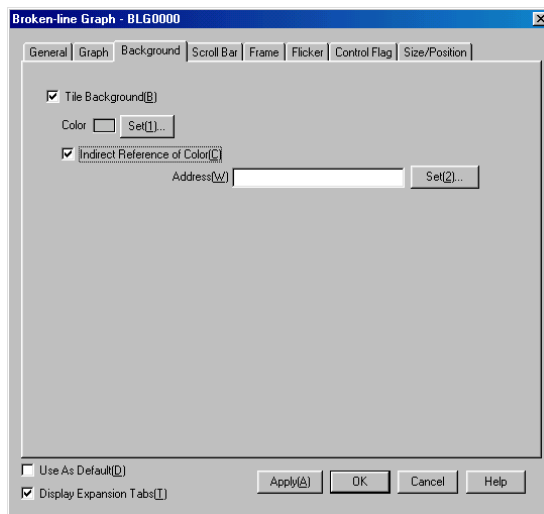 Broken-line Graph - BLG0000
General Graph Background Scroll Bar Frame Flicker Control Flag Size/Position
Tile Background(B)
Color Set(1)...
Indirect Reference of Color(C)
Address(W) Set(2)...
Use As Default(D)
Display Expansion Tabs(T)
Apply(A) OK Cancel Help